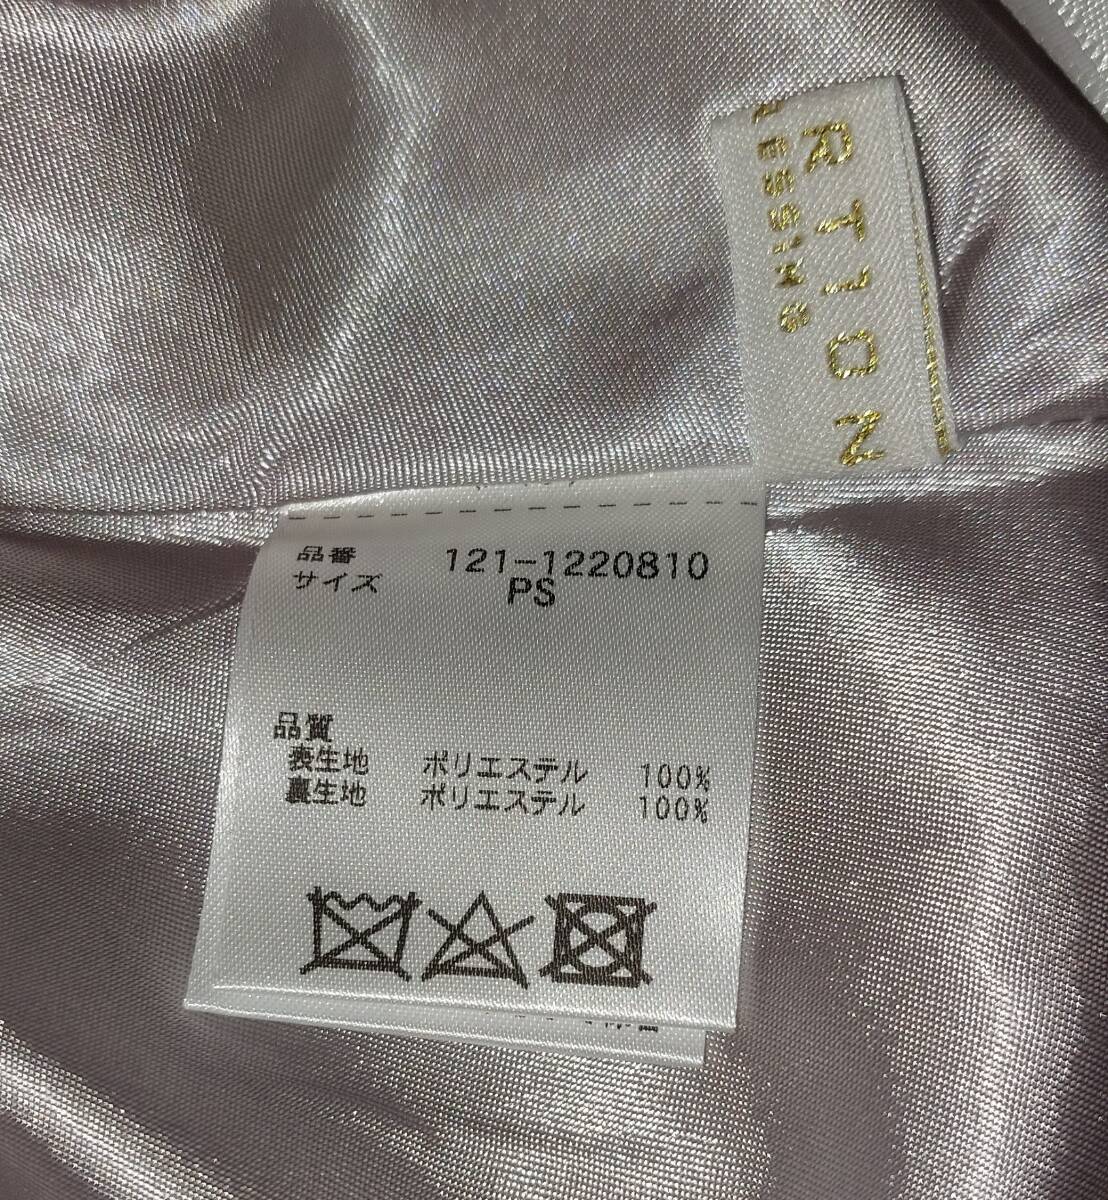 RTION
RESSING
品番 121-1220810
サイズ PS
品質
表生地 ポリエステル 100%
裏生地 ポリエステル 100%